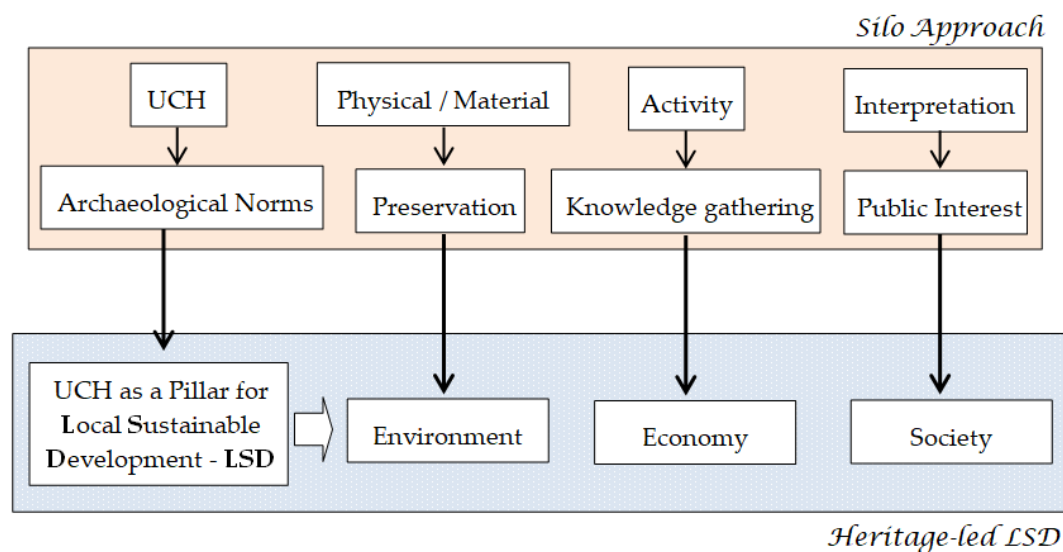 Silo Approach
UCH
Physical / Material
Activity
Interpretation
Archaeological Norms
Preservation
Knowledge gathering
Public Interest
UCH as a Pillar for
Local Sustainable
Development - LSD
Environment
Economy
Society
Heritage-led LSD